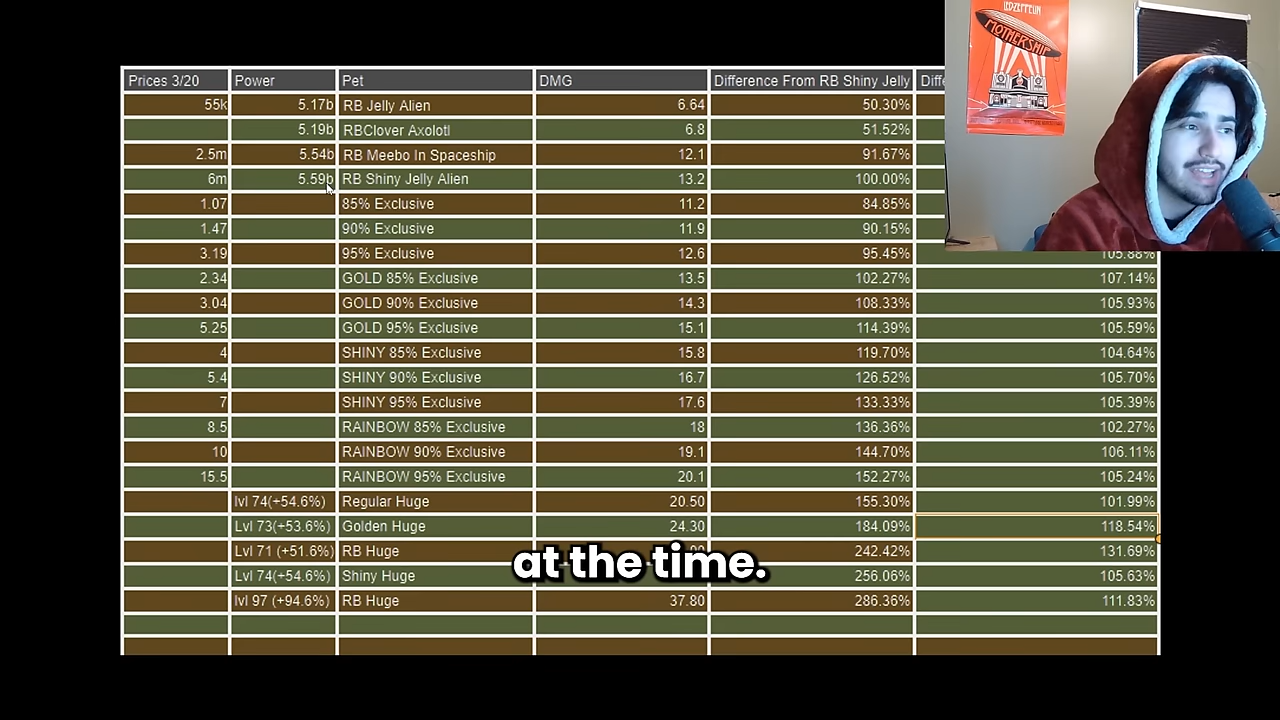 LED ZEPPELIN
MOTHERSHIP
Prices 3/20 Power Pet DMG Difference From RB Shiny Jelly Diffe
55k 5.17b RB Jelly Alien 6.64 50.30%
5.19b RBClover Axolotl 6.8 51.52%
2.5m 5.54b RB Meebo In Spaceship 12.1 91.67%
6m 5.59b RB Shiny Jelly Alien 13.2 100.00%
1.07 85% Exclusive 11.2 84.85%
1.47 90% Exclusive 11.9 90.15%
3.19 95% Exclusive 12.6 95.45% 105.88%
2.34 GOLD 85% Exclusive 13.5 102.27% 107.14%
3.04 GOLD 90% Exclusive 14.3 108.33% 105.93%
5.25 GOLD 95% Exclusive 15.1 114.39% 105.59%
4 SHINY 85% Exclusive 15.8 119.70% 104.64%
5.4 SHINY 90% Exclusive 16.7 126.52% 105.70%
7 SHINY 95% Exclusive 17.6 133.33% 105.39%
8.5 RAINBOW 85% Exclusive 18 136.36% 102.27%
10 RAINBOW 90% Exclusive 19.1 144.70% 106.11%
15.5 RAINBOW 95% Exclusive 20.1 152.27% 105.24%
lvl 74(+54.6%) Regular Huge 20.50 155.30% 101.99%
Lvl 73(+53.6%) Golden Huge 24.30 184.09% 118.54%
Lvl 71 (+51.6%) RB Huge 242.42% 131.69%
Lvl 74(+54.6%) Shiny Huge 256.06% 105.63%
lvl 97 (+94.6%) RB Huge 37.80 286.36% 111.83%
at the time.